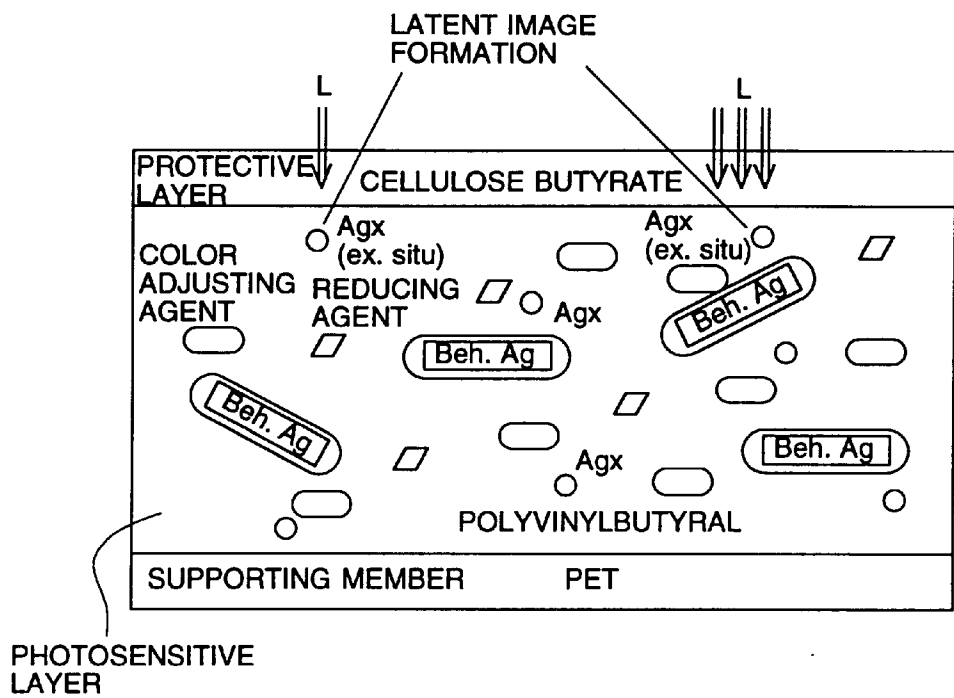 LATENT IMAGE
FORMATION
L
L
PROTECTIVE
LAYER
CELLULOSE BUTYRATE
Agx
(ex. situ)
Agx
(ex. situ)
COLOR
ADJUSTING
AGENT
REDUCING
AGENT
Agx
Beh. Ag
Beh. Ag
Beh. Ag
Beh. Ag
Agx
POLYVINYLBUTYRAL
SUPPORTING MEMBER
PET
PHOTOSENSITIVE
LAYER